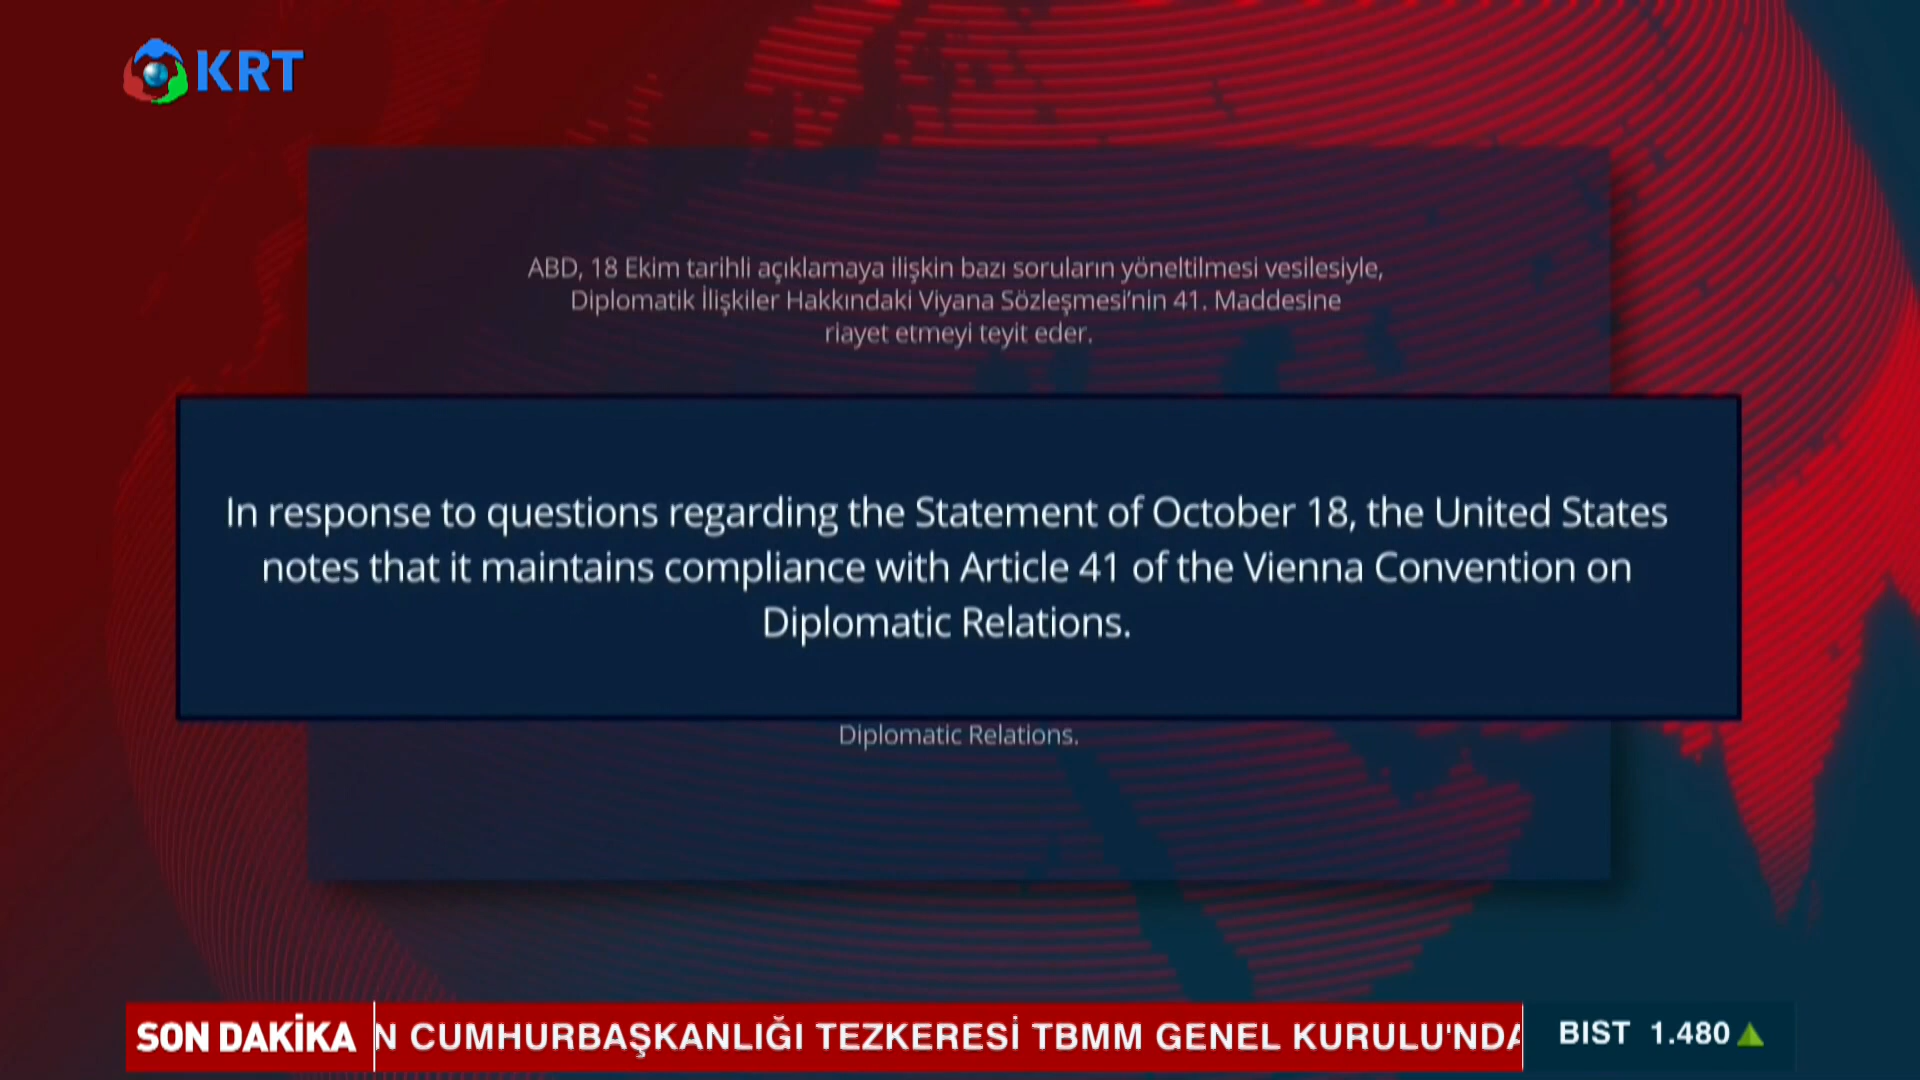 KRT
ABD, 18 Ekim tarihli açıklamaya ilişkin bazı soruların yöneltilmesi vesilesiyle,
Diplomatik İlişkiler Hakkındaki Viyana Sözleşmesi’nin 41. Maddesine
riayet etmeyi teyit eder.
In response to questions regarding the Statement of October 18, the United States
notes that it maintains compliance with Article 41 of the Vienna Convention on
Diplomatic Relations.
Diplomatic Relations.
SON DAKİKA
N CUMHURBAŞKANLIĞI TEZKERESİ TBMM GENEL KURULU'NDA
BIST 1.480